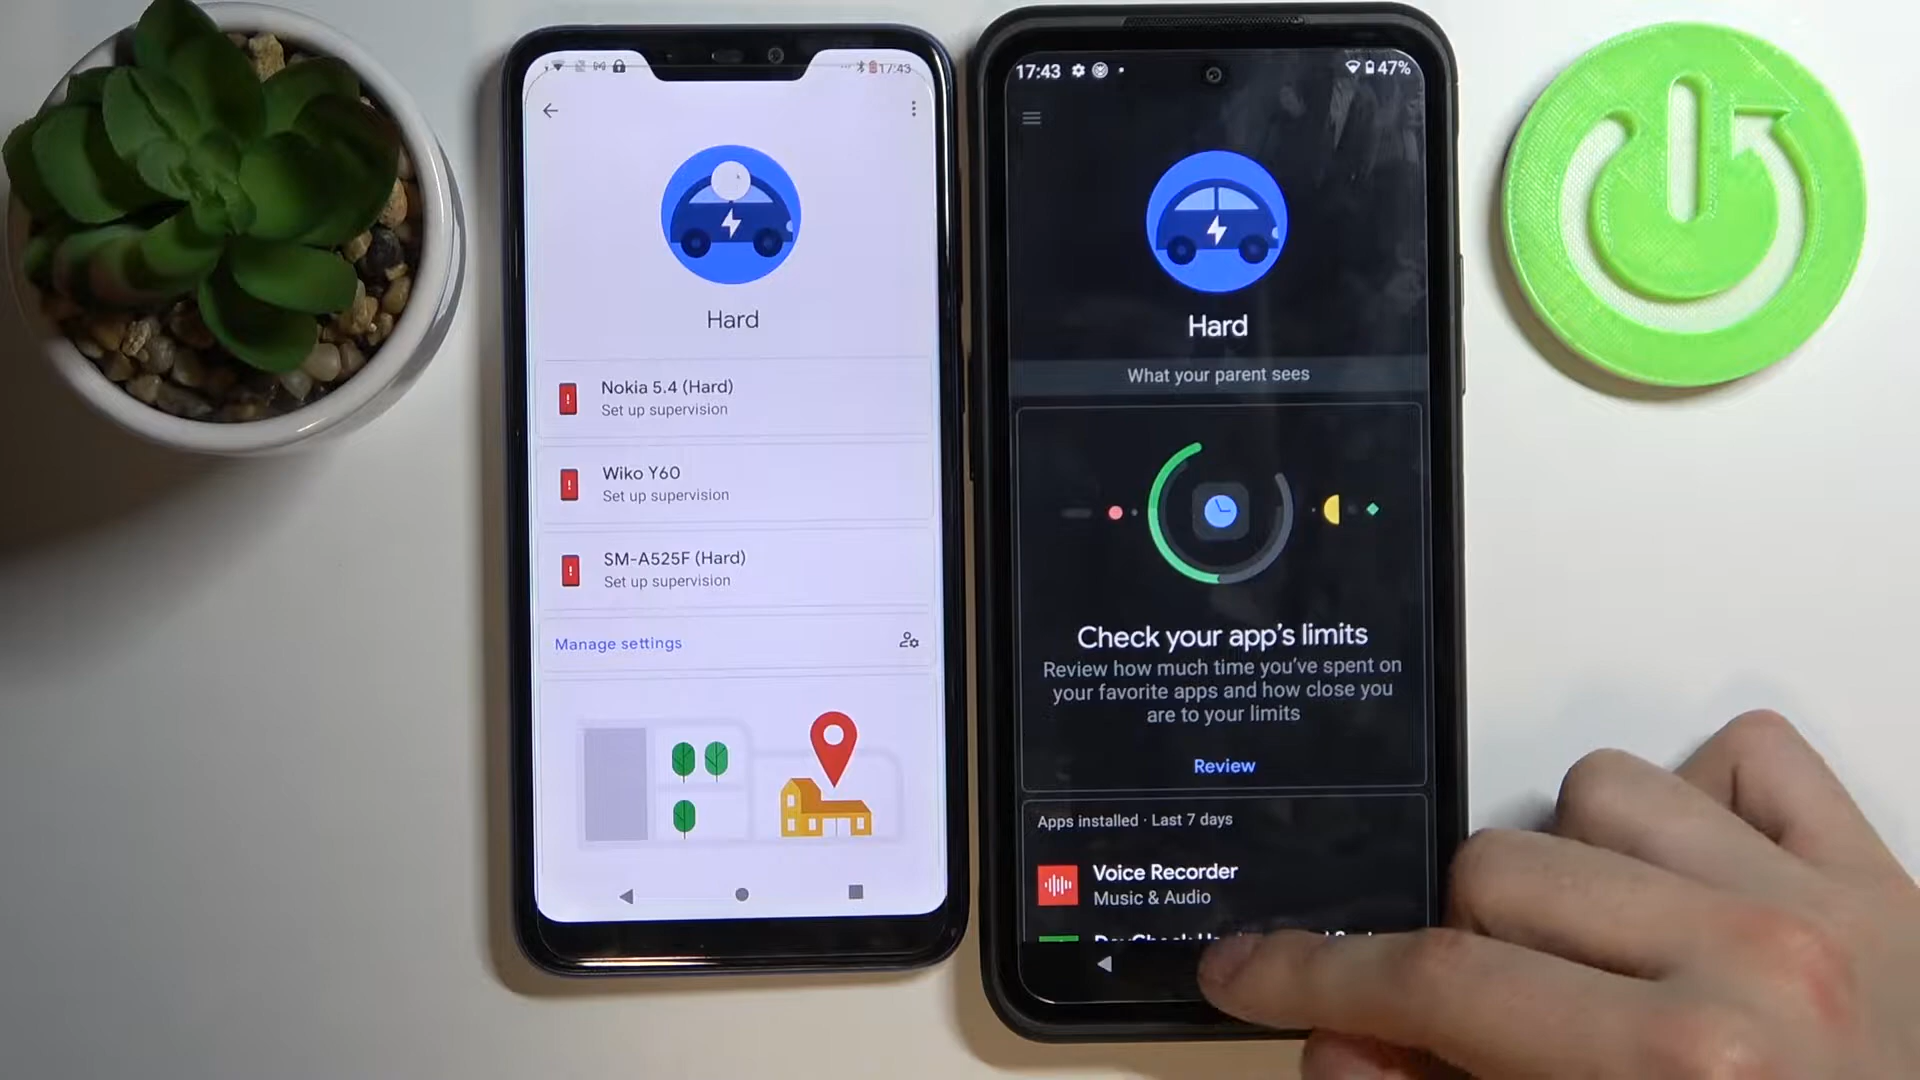 17:43
Hard
Nokia 5.4 (Hard)
Set up supervision
Wiko Y60
Set up supervision
SM-A525F (Hard)
Set up supervision
Manage settings
17:43
47%
Hard
What your parent sees
Check your app's limits
Review how much time you've spent on
your favorite apps and how close you
are to your limits
Review
Apps installed · Last 7 days
Voice Recorder
Music & Audio